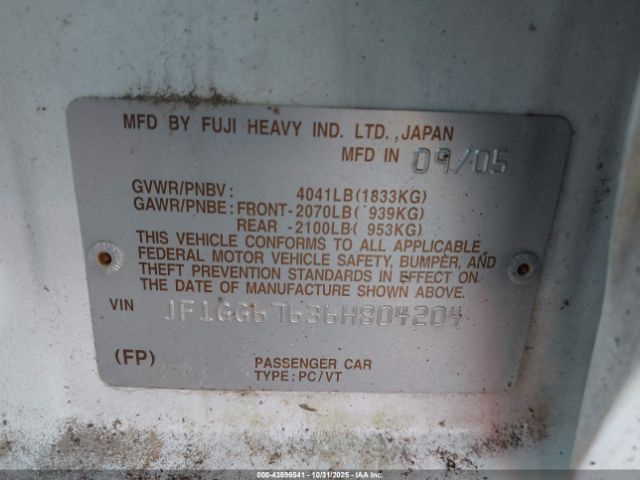 MFD BY FUJI HEAVY IND. LTD., JAPAN
MFD IN 09/05
GVWR/PNBV: 4041LB(1833KG)
GAWR/PNBE: FRONT-2070LB( 939KG)
REAR -2100LB( 953KG)
THIS VEHICLE CONFORMS TO ALL APPLICABLE
FEDERAL MOTOR VEHICLE SAFETY, BUMPER, AND
THEFT PREVENTION STANDARDS IN EFFECT ON
THE DATE OF MANUFACTURE SHOWN ABOVE.
VIN JF1GG67636H804204
(FP) PASSENGER CAR
TYPE: PC/VT
000-43596541 - 10/31/2025 - IAA Inc.